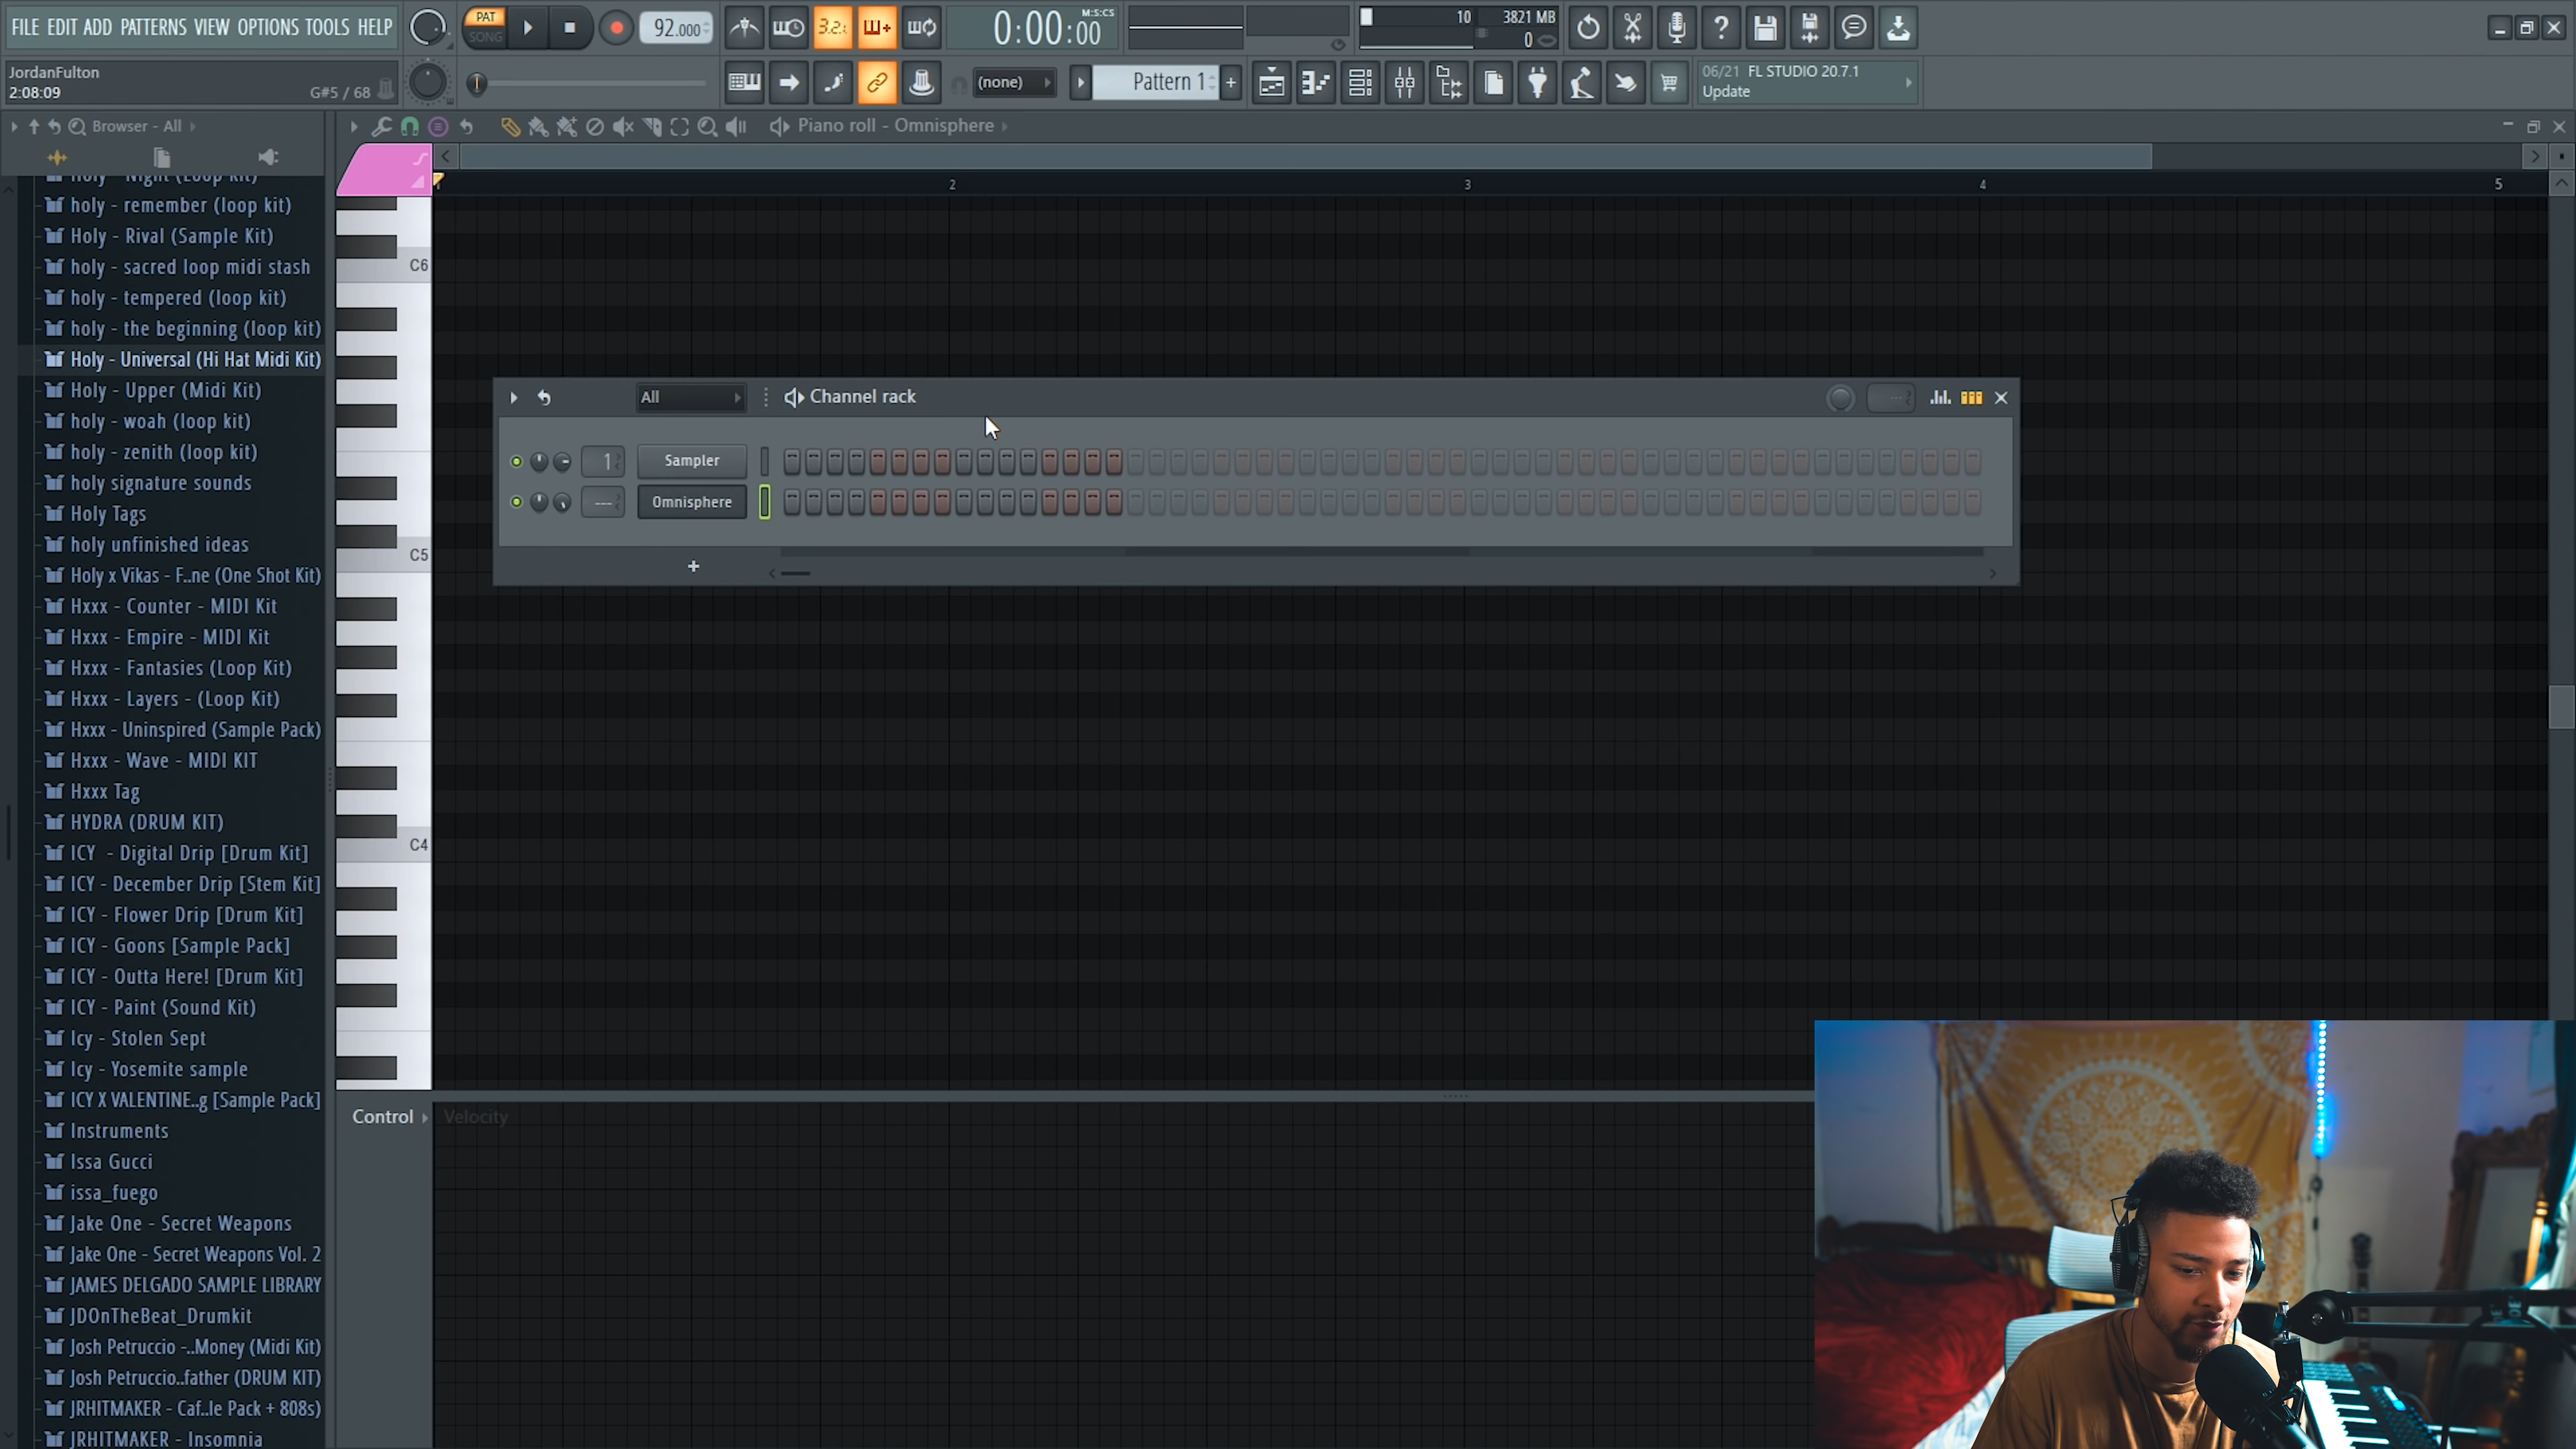 FILE EDIT ADD PATTERNS VIEW OPTIONS TOOLS HELP
PAT
SONG
92.000
3.2.
0:00:00
M:S:CS
10
3821 MB
0
JordanFulton
2:08:09
G#5 / 68
(none)
Pattern 1
+
06/21 FL STUDIO 20.7.1
Update
Browser - All
Piano roll - Omnisphere
Holy - Night (Loop kit)
holy - remember (loop kit)
Holy - Rival (Sample Kit)
holy - sacred loop midi stash
holy - tempered (loop kit)
holy - the beginning (loop kit)
Holy - Universal (Hi Hat Midi Kit)
Holy - Upper (Midi Kit)
holy - woah (loop kit)
holy - zenith (loop kit)
holy signature sounds
Holy Tags
holy unfinished ideas
Holy x Vikas - F..ne (One Shot Kit)
Hxxx - Counter - MIDI Kit
Hxxx - Empire - MIDI Kit
Hxxx - Fantasies (Loop Kit)
Hxxx - Layers - (Loop Kit)
Hxxx - Uninspired (Sample Pack)
Hxxx - Wave - MIDI KIT
Hxxx Tag
HYDRA (DRUM KIT)
ICY - Digital Drip [Drum Kit]
ICY - December Drip [Stem Kit]
ICY - Flower Drip [Drum Kit]
ICY - Goons [Sample Pack]
ICY - Outta Here! [Drum Kit]
ICY - Paint (Sound Kit)
Icy - Stolen Sept
Icy - Yosemite sample
ICY X VALENTINE..g [Sample Pack]
Instruments
Issa Gucci
issa_fuego
Jake One - Secret Weapons
Jake One - Secret Weapons Vol. 2
JAMES DELGADO SAMPLE LIBRARY
JDOnTheBeat_Drumkit
Josh Petruccio -..Money (Midi Kit)
Josh Petruccio..father (DRUM KIT)
JRHITMAKER - Caf..le Pack + 808s)
JRHITMAKER - Insomnia
2
3
4
5
C6
C5
C4
All
Channel rack
1
Sampler
---
Omnisphere
+
Control
Velocity